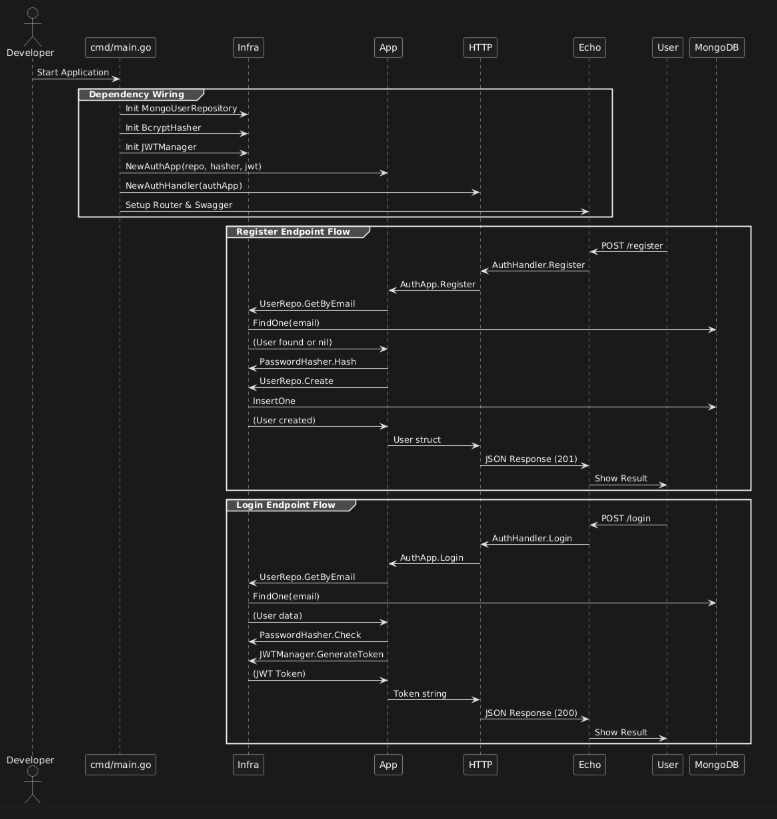 Developer
cmd/main.go
Infra
App
HTTP
Echo
User
MongoDB
Start Application
Dependency Wiring
Init MongoUserRepository
Init BcryptHasher
Init JWTManager
NewAuthApp(repo, hasher, jwt)
NewAuthHandler(authApp)
Setup Router & Swagger
Register Endpoint Flow
POST /register
AuthHandler.Register
AuthApp.Register
UserRepo.GetByEmail
FindOne(email)
(User found or nil)
PasswordHasher.Hash
UserRepo.Create
InsertOne
(User created)
User struct
JSON Response (201)
Show Result
Login Endpoint Flow
POST /login
AuthHandler.Login
AuthApp.Login
UserRepo.GetByEmail
FindOne(email)
(User data)
PasswordHasher.Check
JWTManager.GenerateToken
(JWT Token)
Token string
JSON Response (200)
Show Result
Developer
cmd/main.go
Infra
App
HTTP
Echo
User
MongoDB